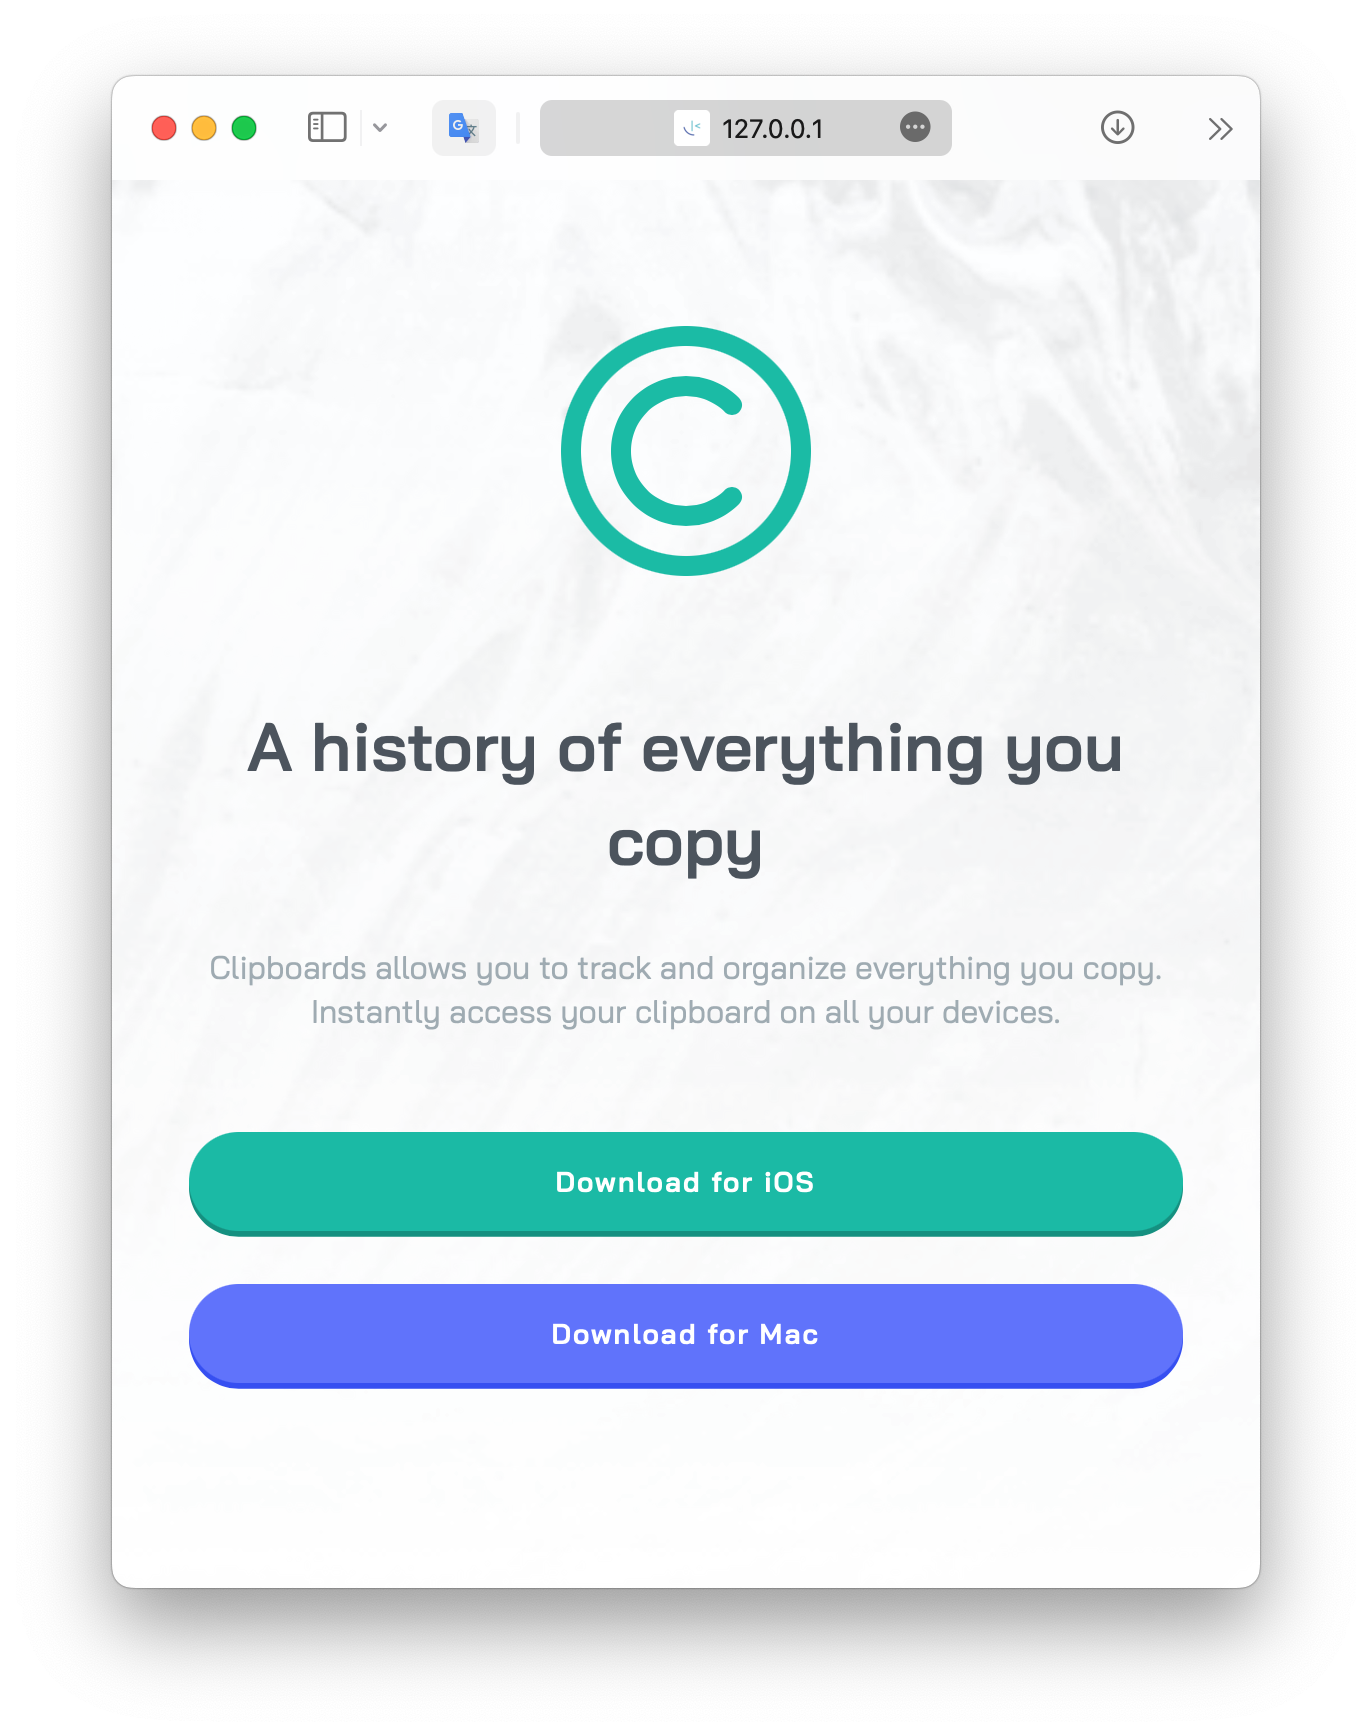 127.0.0.1
A history of everything you
copy
Clipboards allows you to track and organize everything you copy.
Instantly access your clipboard on all your devices.
Download for iOS
Download for Mac